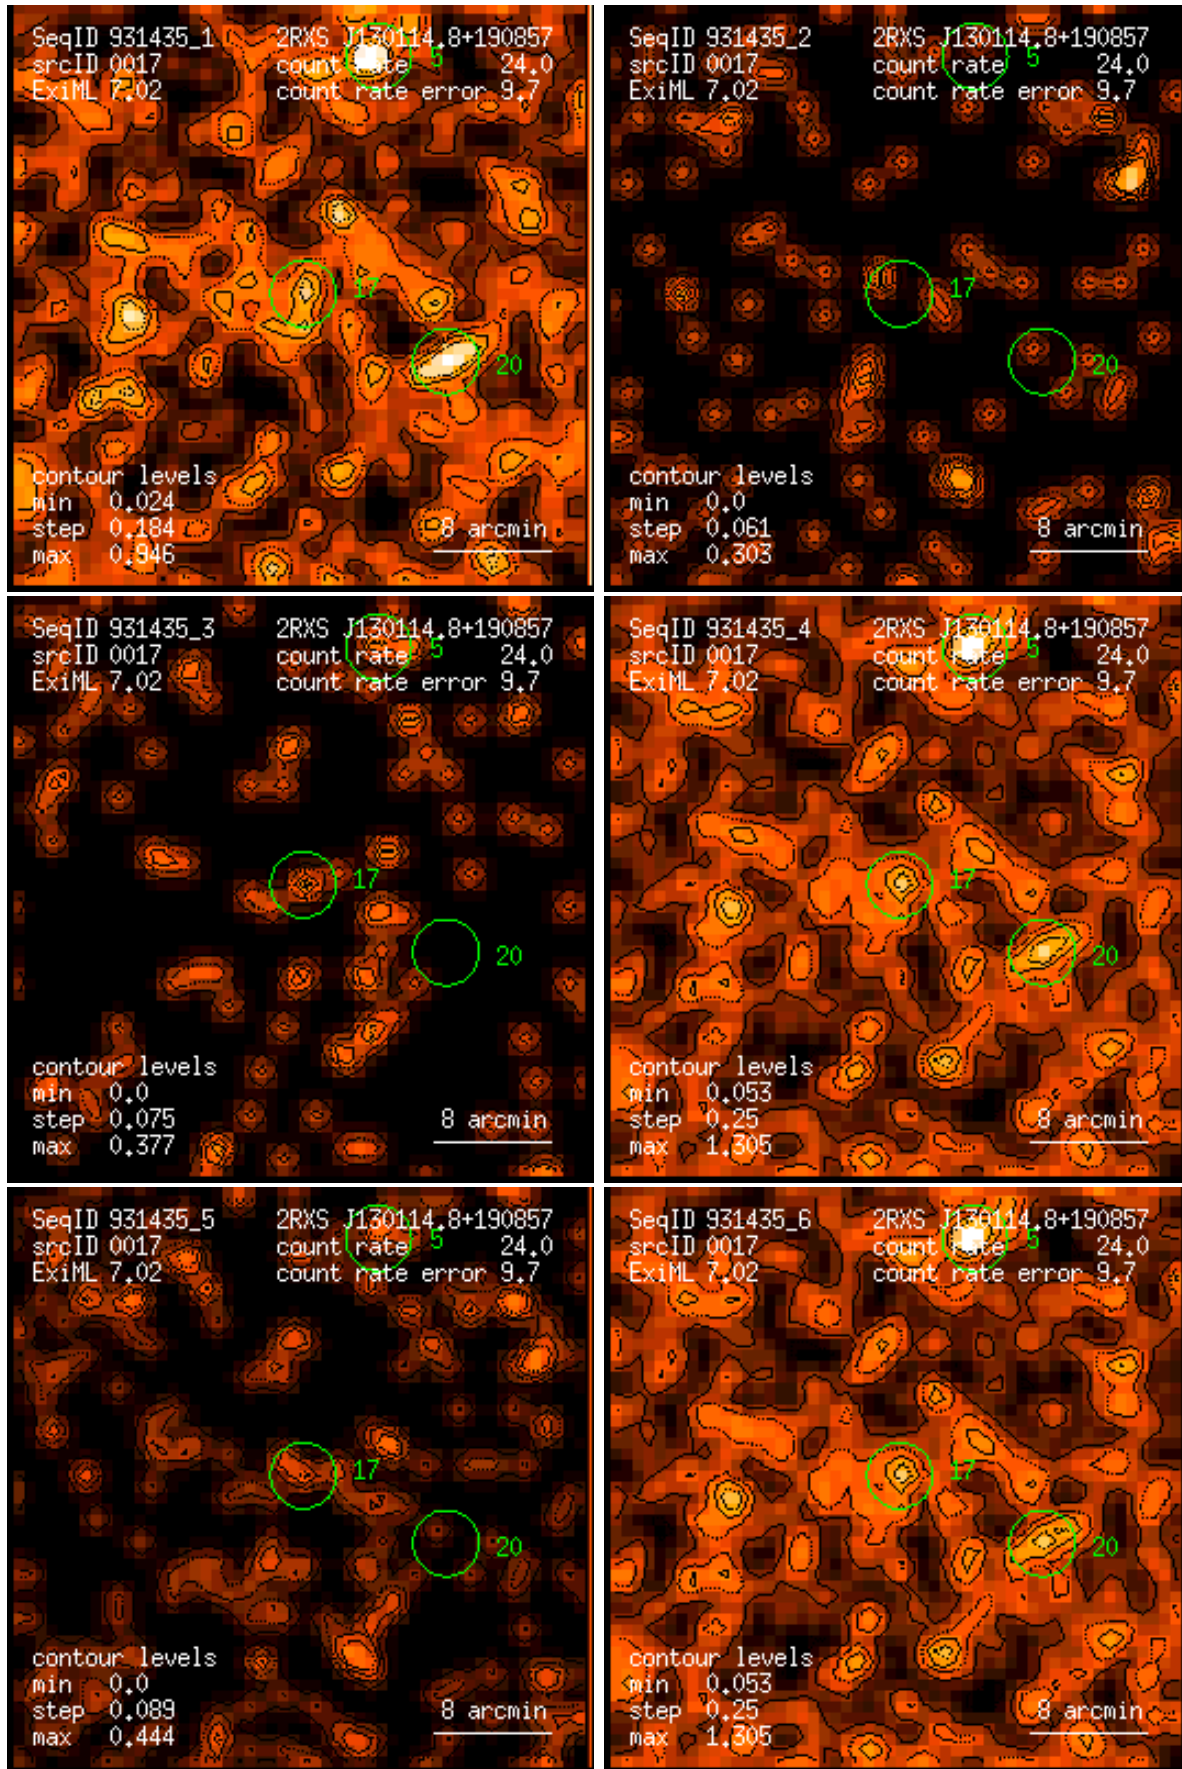 SeqID 931435_1 2RXS J130114.8+190857
srcID 0017 count rate 24.0
ExiML 7.02 count rate error 9.7
5
17
20
contour levels
min 0.024
step 0.184 8 arcmin
max 0.946
SeqID 931435_2 2RXS J130114.8+190857
srcID 0017 count rate 24.0
ExiML 7.02 count rate error 9.7
5
17
20
contour levels
min 0.0
step 0.061 8 arcmin
max 0.303
SeqID 931435_3 2RXS J130114.8+190857
srcID 0017 count rate 24.0
ExiML 7.02 count rate error 9.7
5
17
20
contour levels
min 0.0
step 0.075 8 arcmin
max 0.377
SeqID 931435_4 2RXS J130114.8+190857
srcID 0017 count rate 24.0
ExiML 7.02 count rate error 9.7
5
17
20
contour levels
min 0.053
step 0.25 8 arcmin
max 1.305
SeqID 931435_5 2RXS J130114.8+190857
srcID 0017 count rate 24.0
ExiML 7.02 count rate error 9.7
5
17
20
contour levels
min 0.0
step 0.089 8 arcmin
max 0.444
SeqID 931435_6 2RXS J130114.8+190857
srcID 0017 count rate 24.0
ExiML 7.02 count rate error 9.7
5
17
20
contour levels
min 0.053
step 0.25 8 arcmin
max 1.305